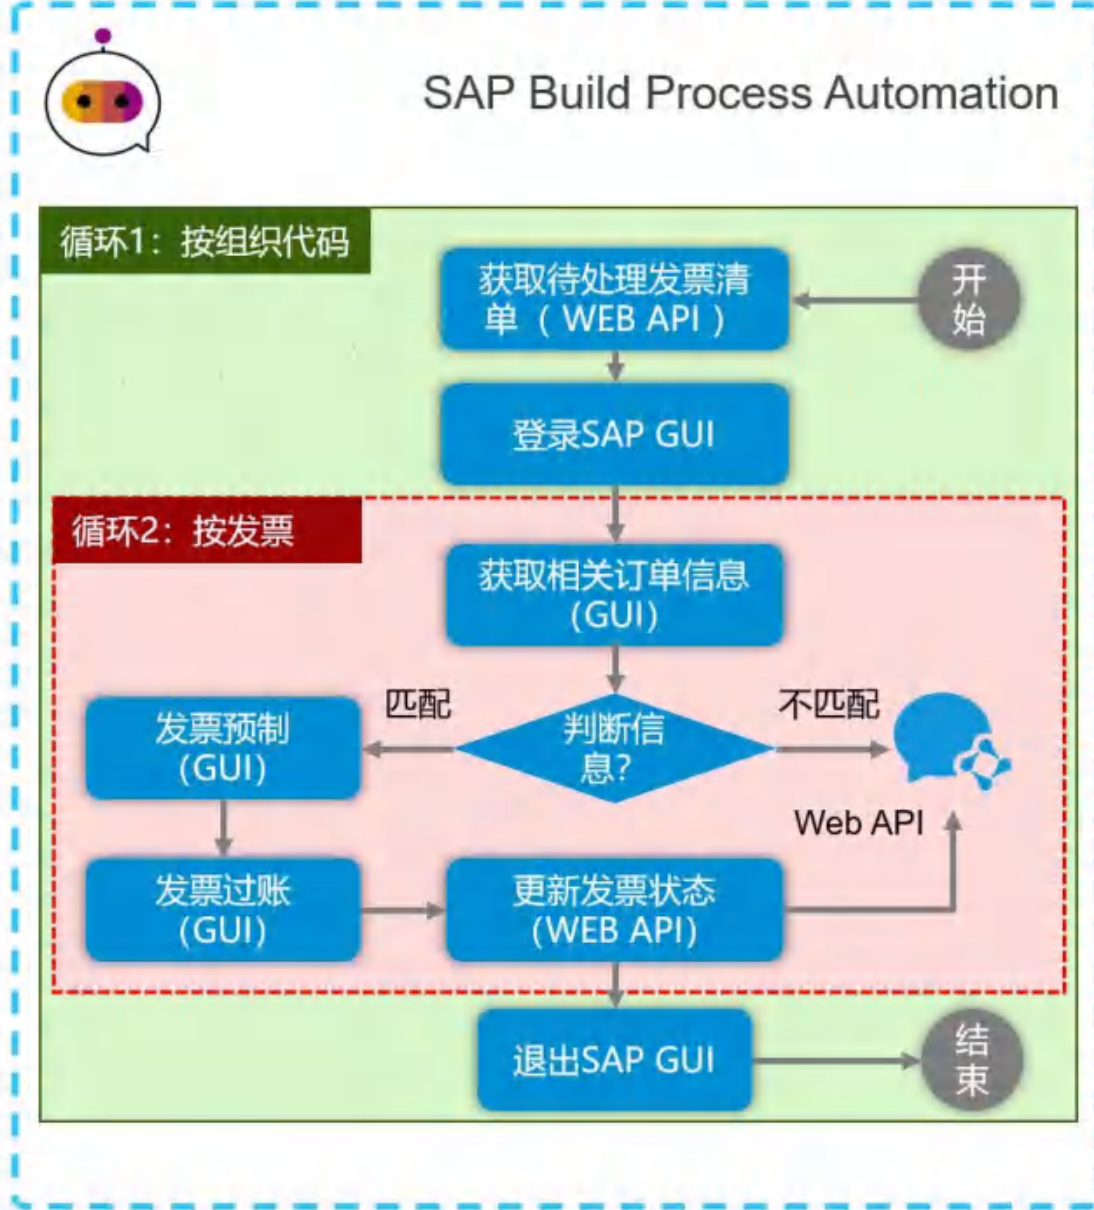 SAP Build Process Automation
循环1：按组织代码
开
始
获取待处理发票清
单（ WEB API ）
登录SAP GUI
循环2：按发票
获取相关订单信息
（GUI）
判断信
息?
匹配
不匹配
发票预制
（GUI）
Web API
发票过账
（GUI）
更新发票状态
（WEB API）
退出SAP GUI
结
束